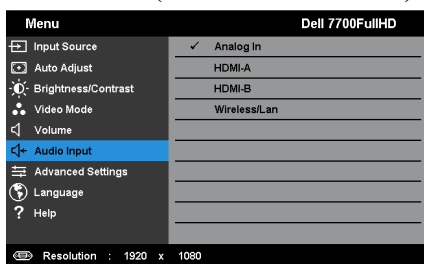 Menu Dell 7700FullHD
Input Source ✓ Analog In
Auto Adjust HDMI-A
Brightness/Contrast HDMI-B
Video Mode Wireless/Lan
Volume
Audio Input
Advanced Settings
Language
? Help
Resolution : 1920 x 1080